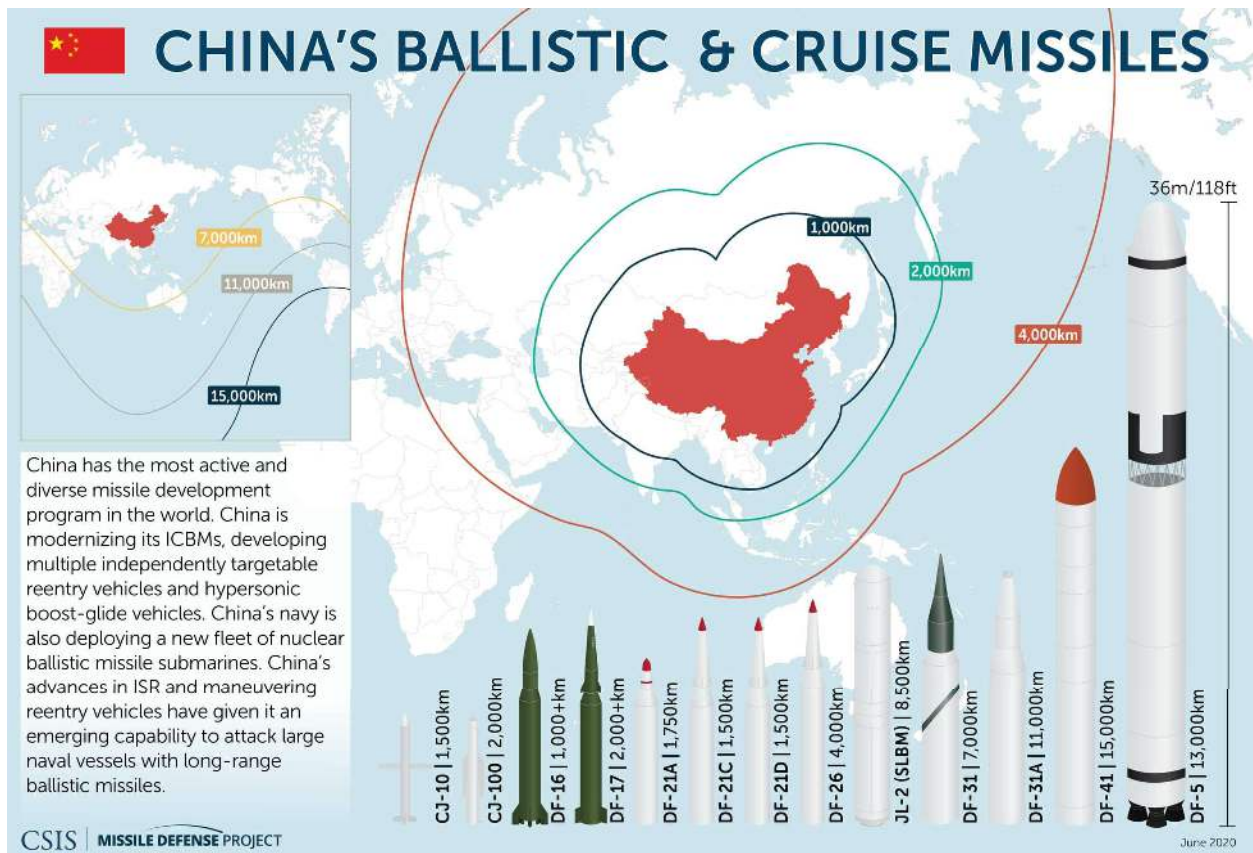 CHINA'S BALLISTIC & CRUISE MISSILES
7,000km
11,000km
15,000km
1,000km
2,000km
4,000km
36m/118ft
China has the most active and
diverse missile development
program in the world. China is
modernizing its ICBMs, developing
multiple independently targetable
reentry vehicles and hypersonic
boost-glide vehicles. China's navy is
also deploying a new fleet of nuclear
ballistic missile submarines. China's
advances in ISR and maneuvering
reentry vehicles have given it an
emerging capability to attack large
naval vessels with long-range
ballistic missiles.
CJ-10 | 1,500km
CJ-100 | 2,000km
DF-16 | 1,000+km
DF-17 | 2,000+km
DF-21A | 1,750km
DF-21C | 1,500km
DF-21D | 1,500km
DF-26 | 4,000km
JL-2 (SLBM) | 8,500km
DF-31 | 7,000km
DF-31A | 11,000km
DF-41 | 15,000km
DF-5 | 13,000km
CSIS | MISSILE DEFENSE PROJECT
June 2020